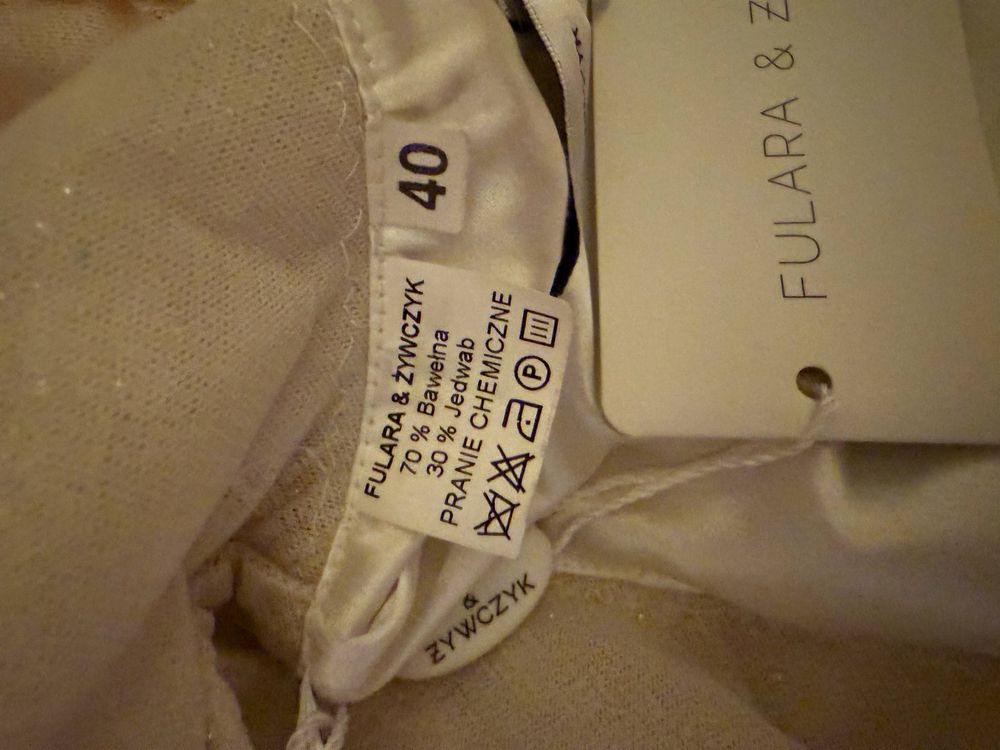 40
FULARA & ŻYWCZYK
70 % Bawełna
30 % Jedwab
PRANIE CHEMICZNE
P
FULARA & Ż
&
ŻYWCZYK